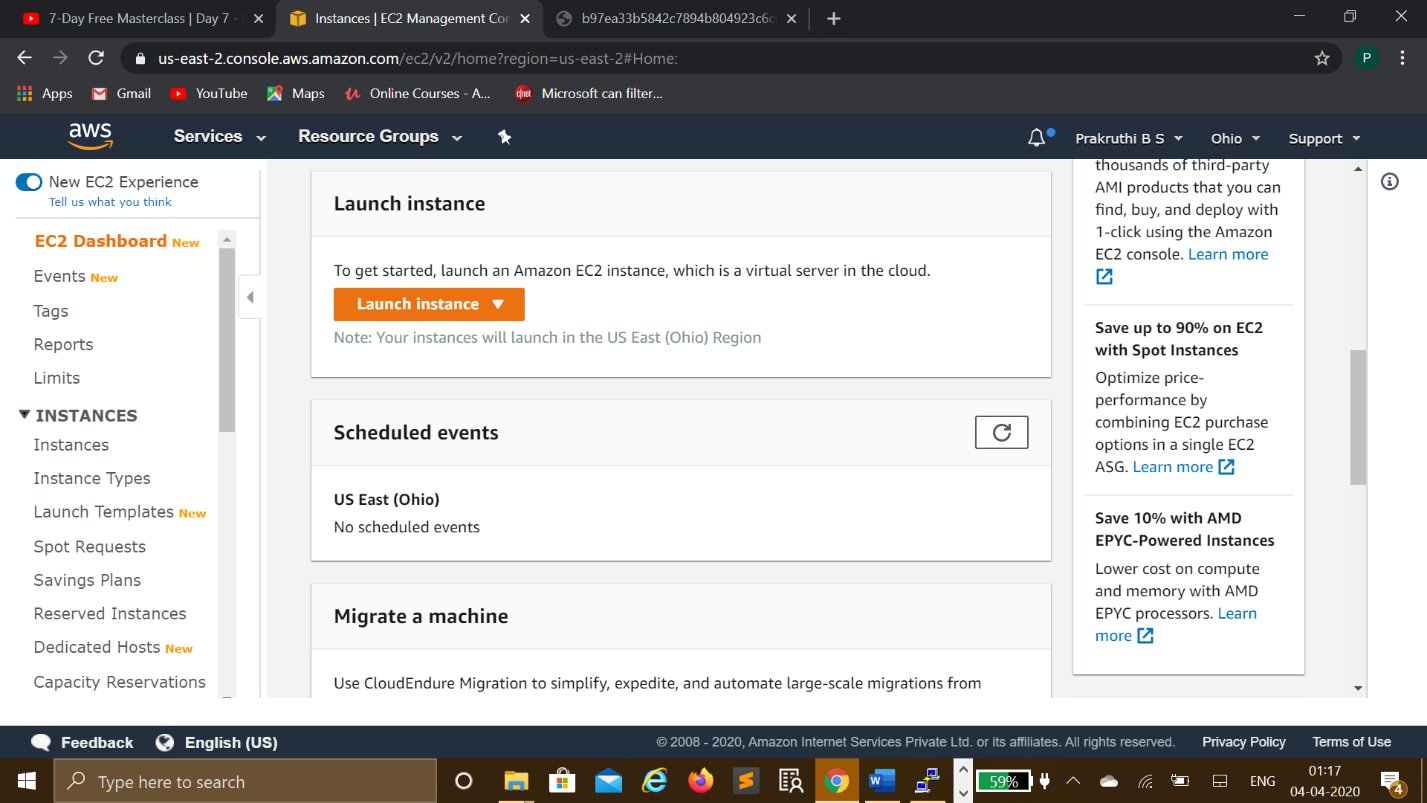 7-Day Free Masterclass | Day 7 -
Instances | EC2 Management Con
b97ea33b5842c7894b804923c6c
us-east-2.console.aws.amazon.com/ec2/v2/home?region=us-east-2#Home:
P
Apps
Gmail
YouTube
Maps
Online Courses - A...
cnet
Microsoft can filter...
aws
Services
Resource Groups
Prakruthi B S
Ohio
Support
New EC2 Experience
Tell us what you think
EC2 Dashboard New
Events New
Tags
Reports
Limits
INSTANCES
Instances
Instance Types
Launch Templates New
Spot Requests
Savings Plans
Reserved Instances
Dedicated Hosts New
Capacity Reservations
Launch instance
To get started, launch an Amazon EC2 instance, which is a virtual server in the cloud.
Launch instance
Note: Your instances will launch in the US East (Ohio) Region
Scheduled events
US East (Ohio)
No scheduled events
Migrate a machine
Use CloudEndure Migration to simplify, expedite, and automate large-scale migrations from
thousands of third-party
AMI products that you can
find, buy, and deploy with
1-click using the Amazon
EC2 console. Learn more
Save up to 90% on EC2
with Spot Instances
Optimize price-
performance by
combining EC2 purchase
options in a single EC2
ASG. Learn more
Save 10% with AMD
EPYC-Powered Instances
Lower cost on compute
and memory with AMD
EPYC processors. Learn
more
Feedback
English (US)
© 2008 - 2020, Amazon Internet Services Private Ltd. or its affiliates. All rights reserved.
Privacy Policy
Terms of Use
Type here to search
W
59%
ENG
01:17
04-04-2020
4